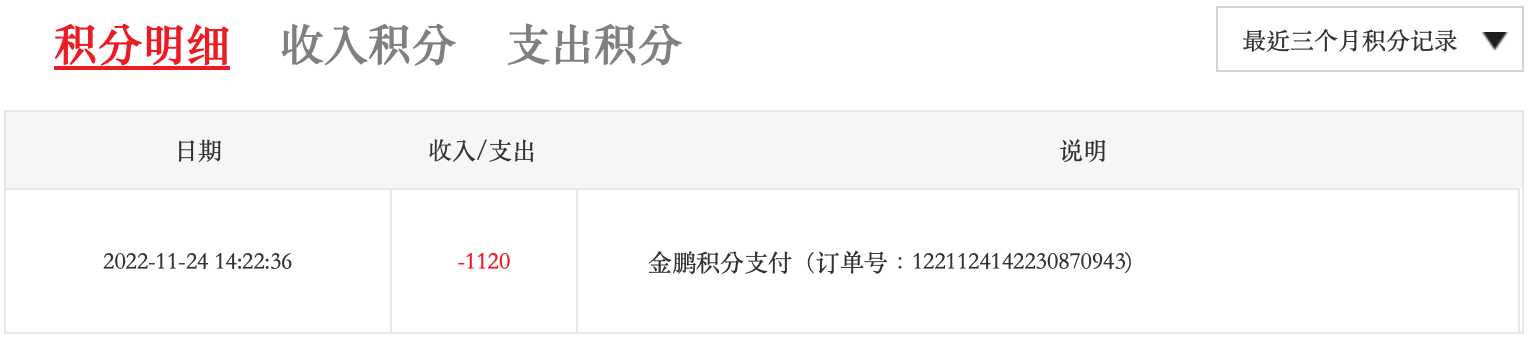 积分明细 收入积分 支出积分 最近三个月积分记录
日期 收入/支出 说明
2022-11-24 14:22:36 -1120 金鹏积分支付（订单号：1221124142230870943)